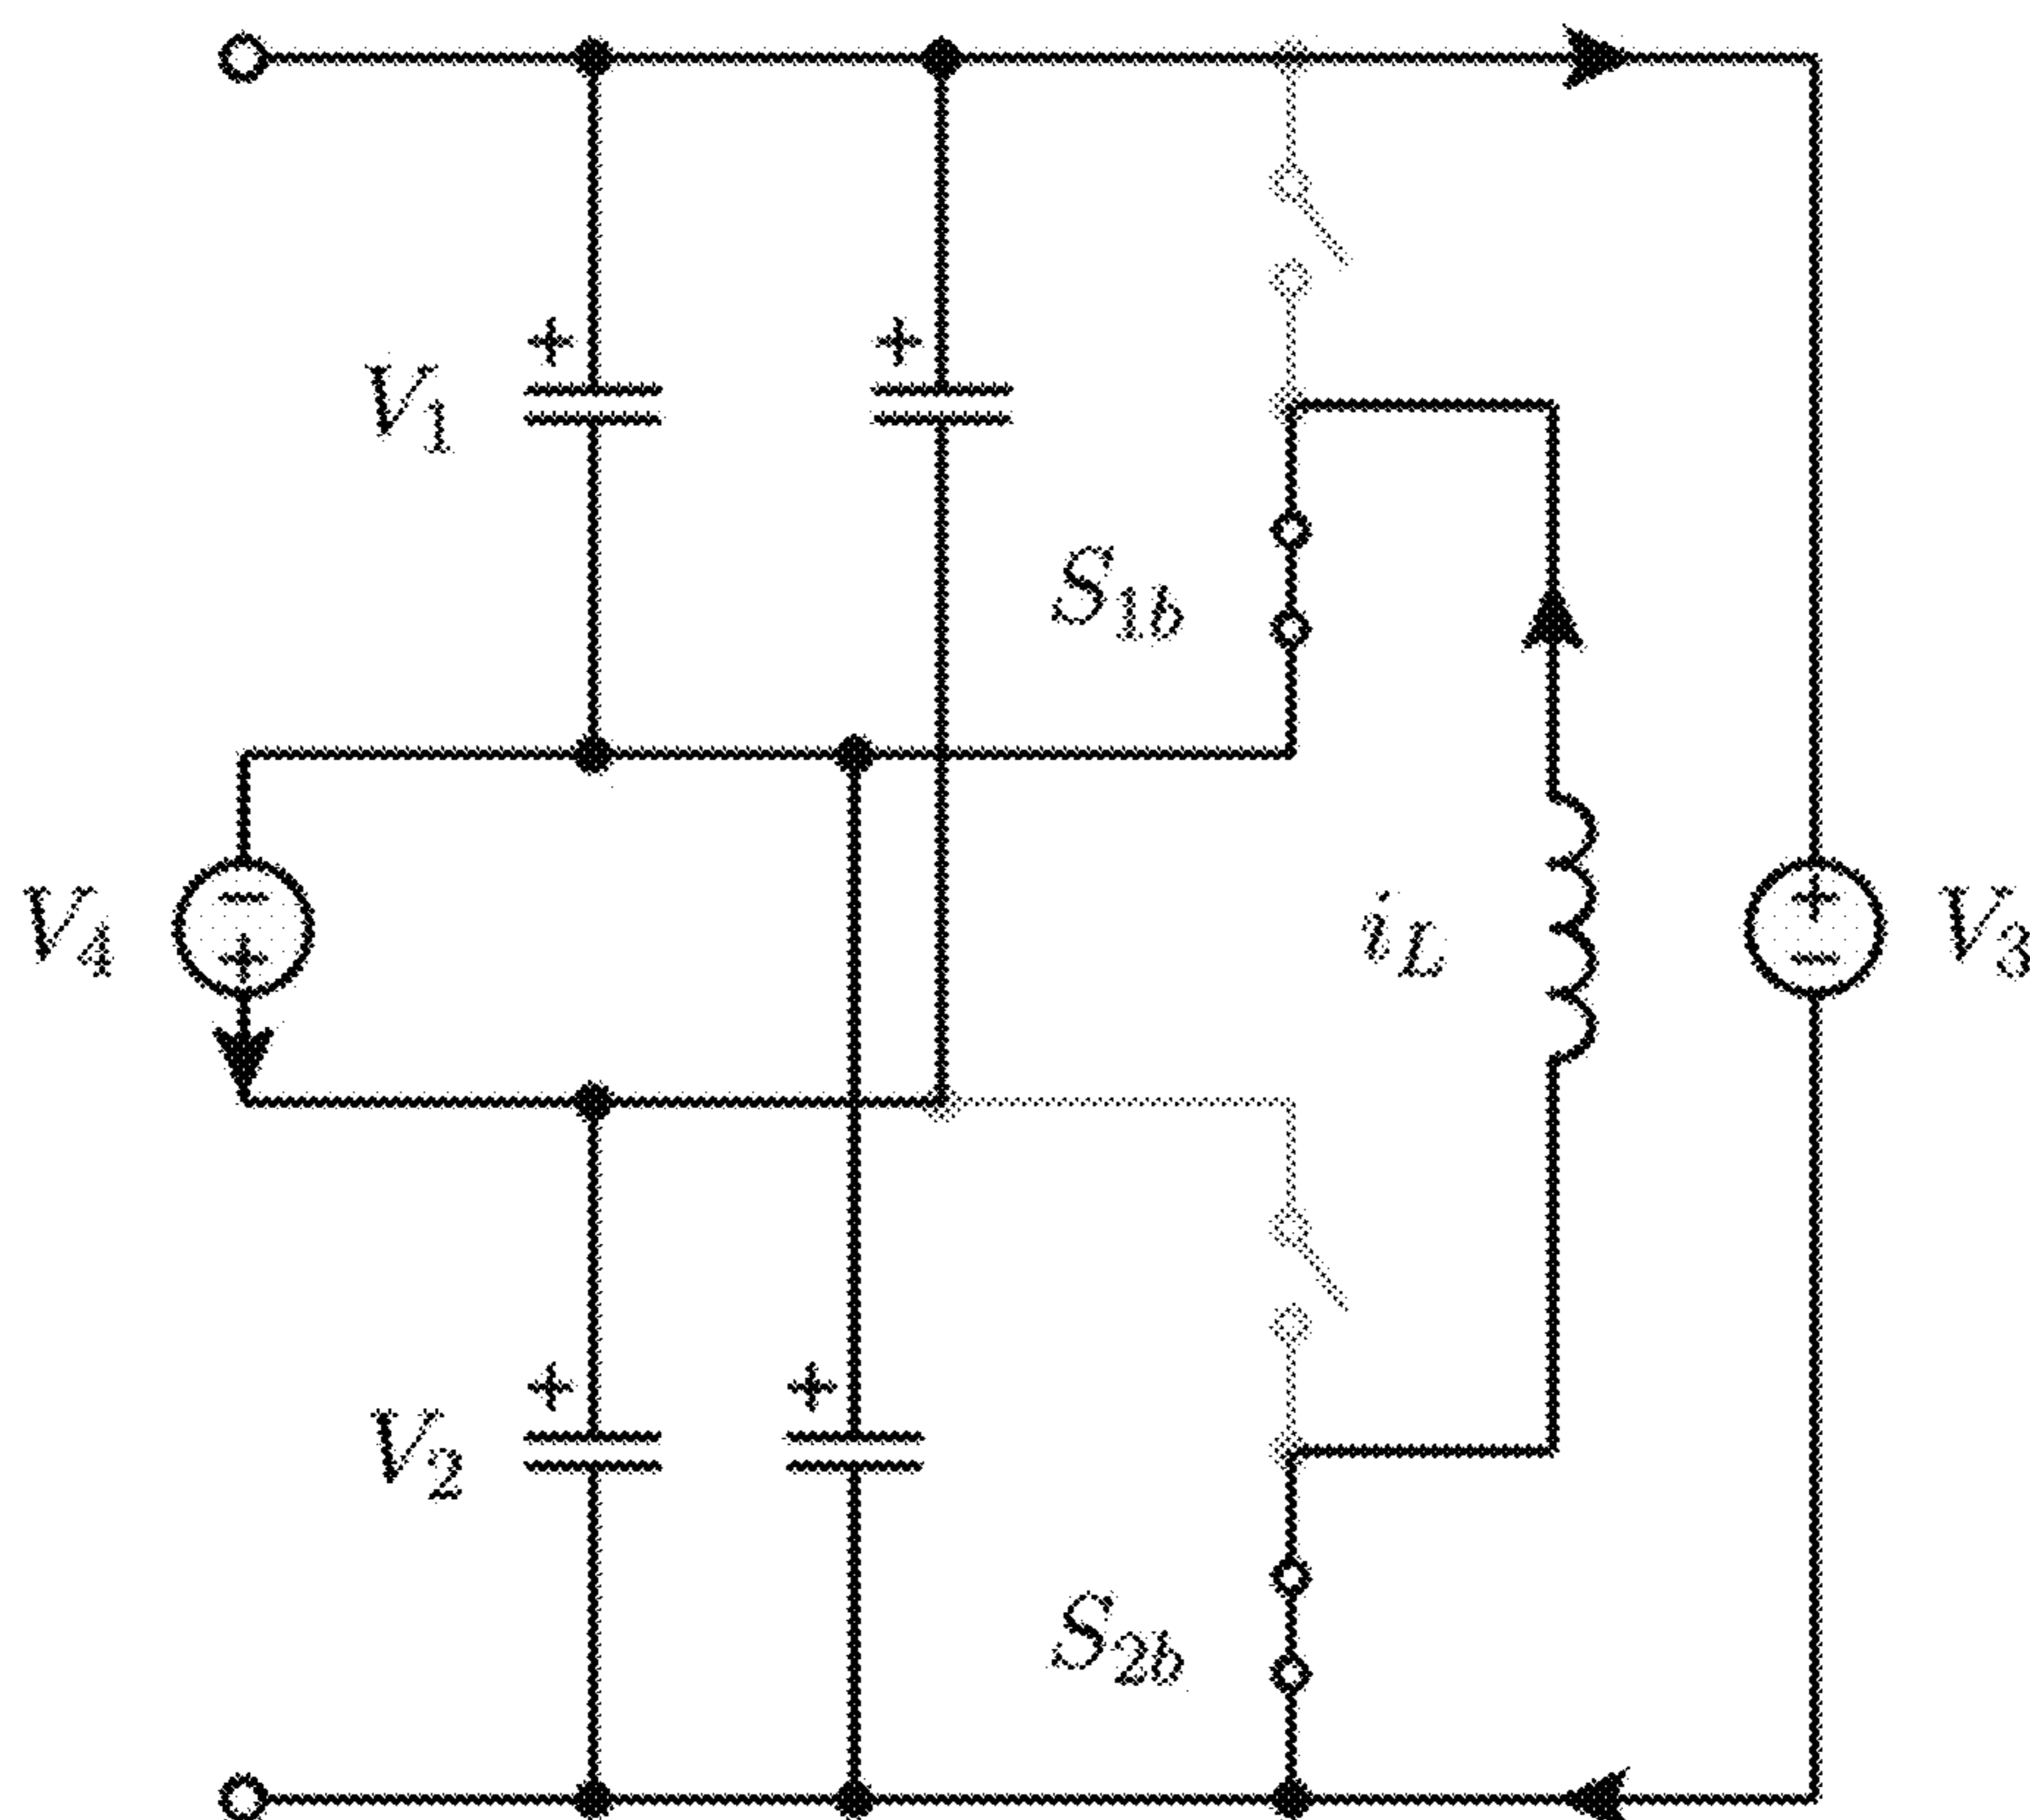 + +
V1
S1b
V4 − + iL + − V3
+ +
V2
S2b